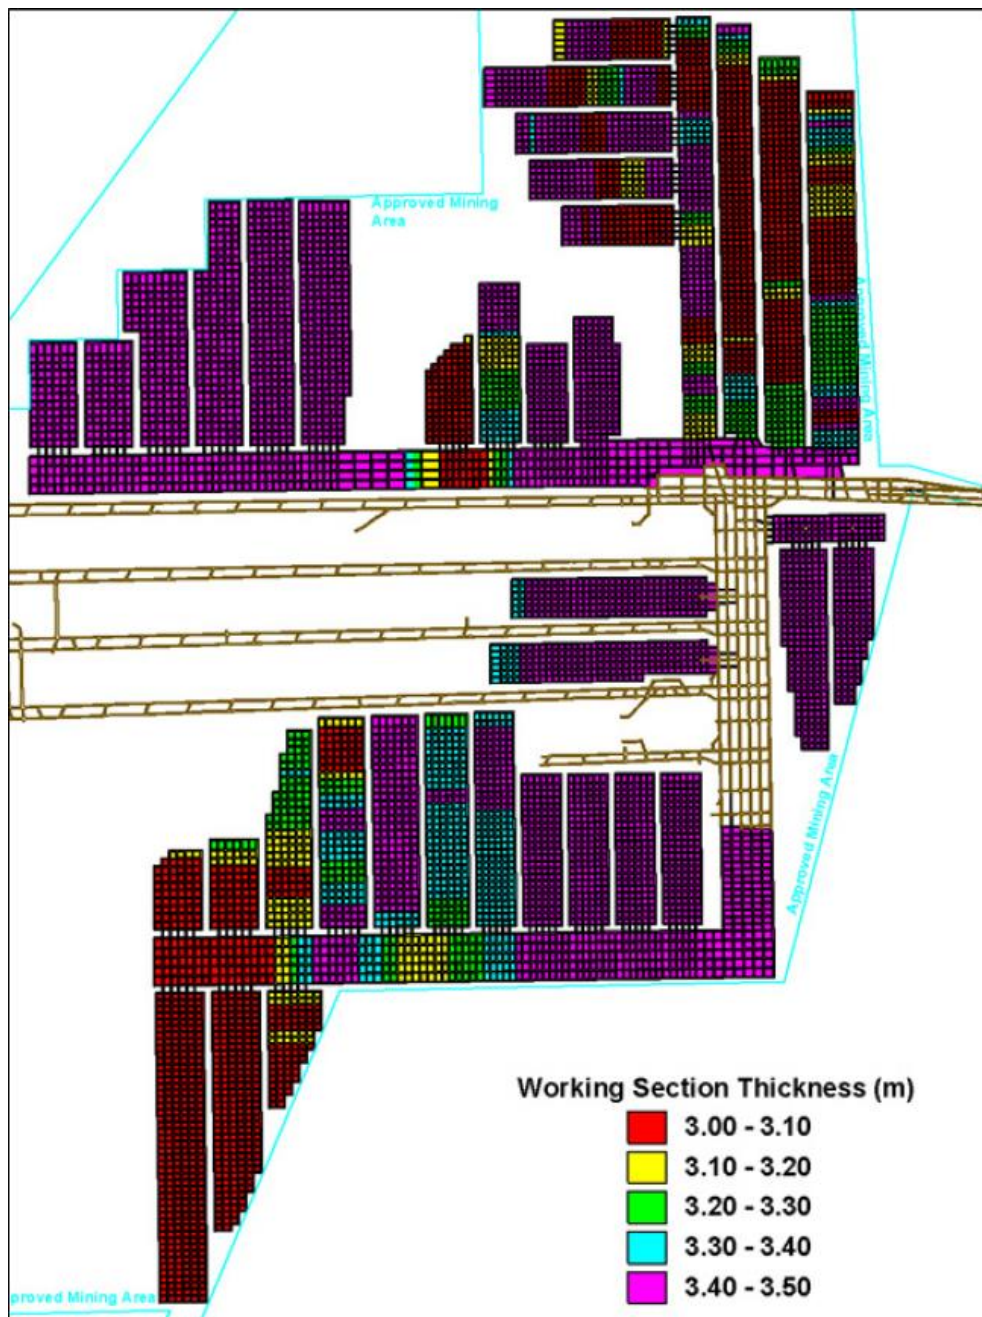 Approved Mining
Area
Approved Mining Area
Approved Mining Area
Working Section Thickness (m)
3.00 - 3.10
3.10 - 3.20
3.20 - 3.30
3.30 - 3.40
3.40 - 3.50
proved Mining Area